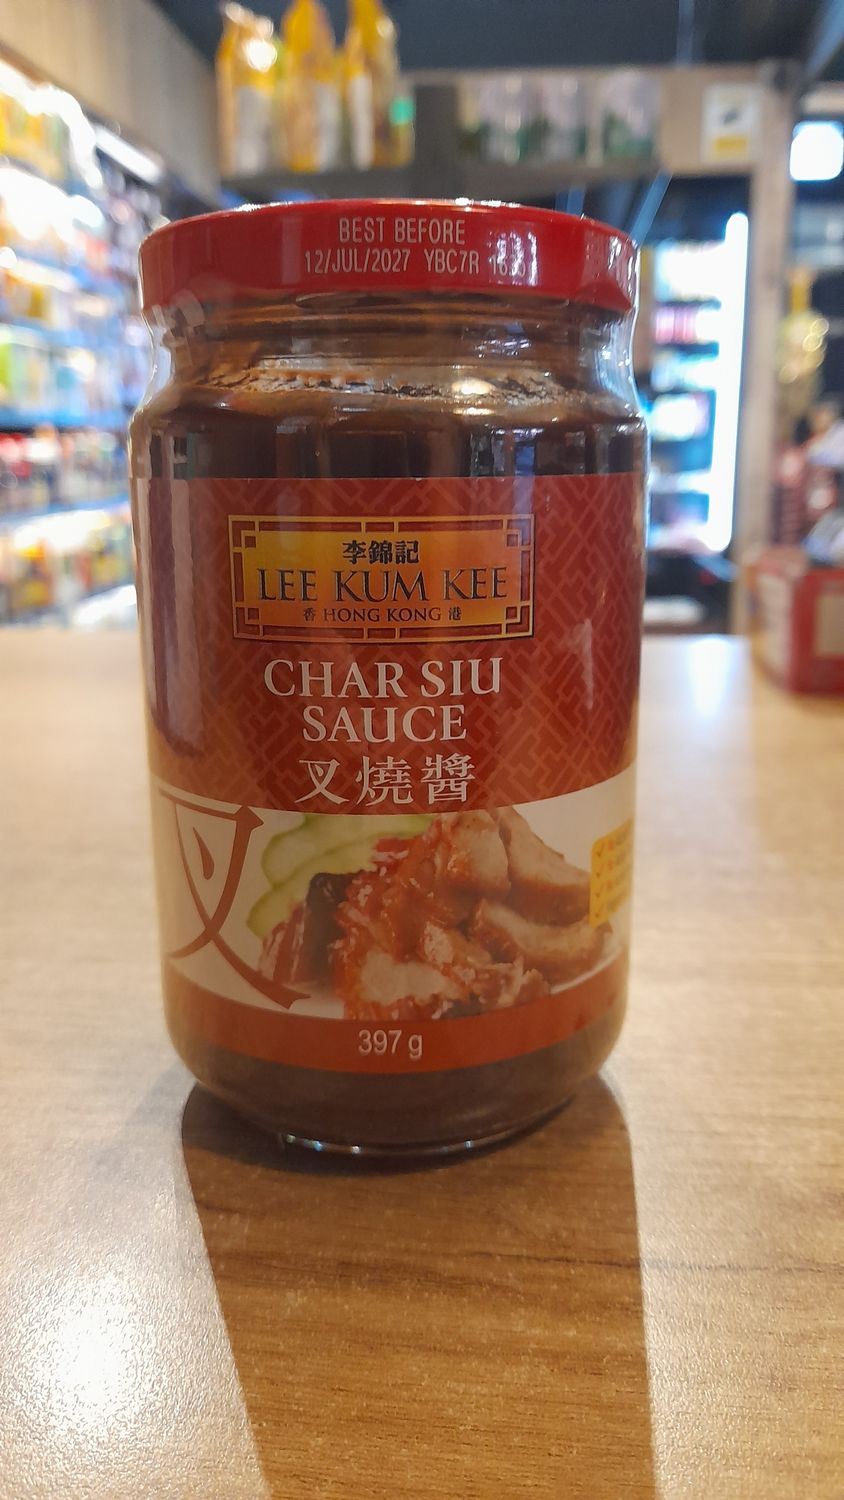 BEST BEFORE
12/JUL/2027 YBC7R
李錦記
LEE KUM KEE
香 HONG KONG 港
CHAR SIU
SAUCE
叉燒醬
叉
397 g